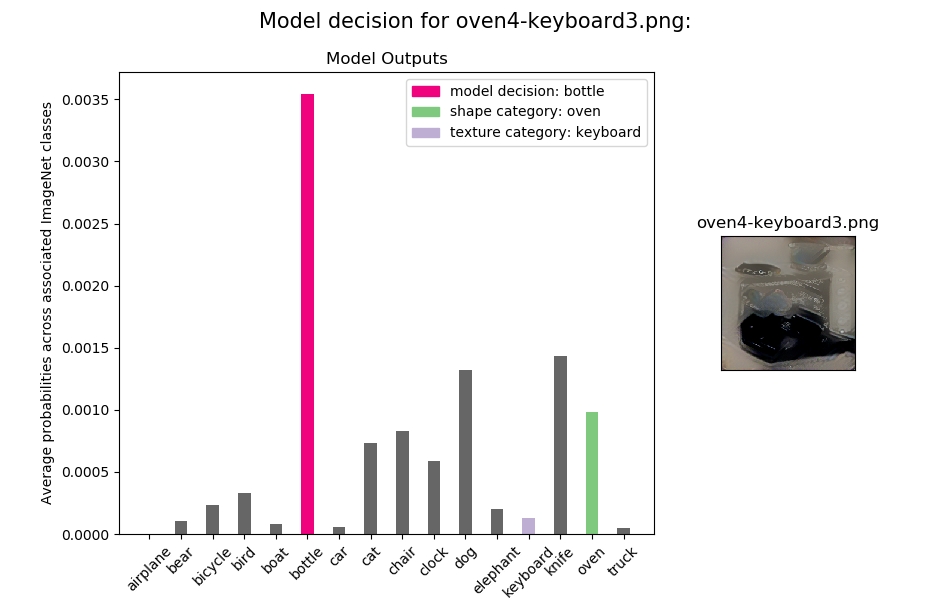 Model decision for oven4-keyboard3.png:
Model Outputs
Average probabilities across associated ImageNet classes
0.0035
0.0030
0.0025
0.0020
0.0015
0.0010
0.0005
0.0000
model decision: bottle
shape category: oven
texture category: keyboard
airplane
bear
bicycle
bird
boat
bottle
car
cat
chair
clock
dog
elephant
keyboard
knife
oven
truck
oven4-keyboard3.png